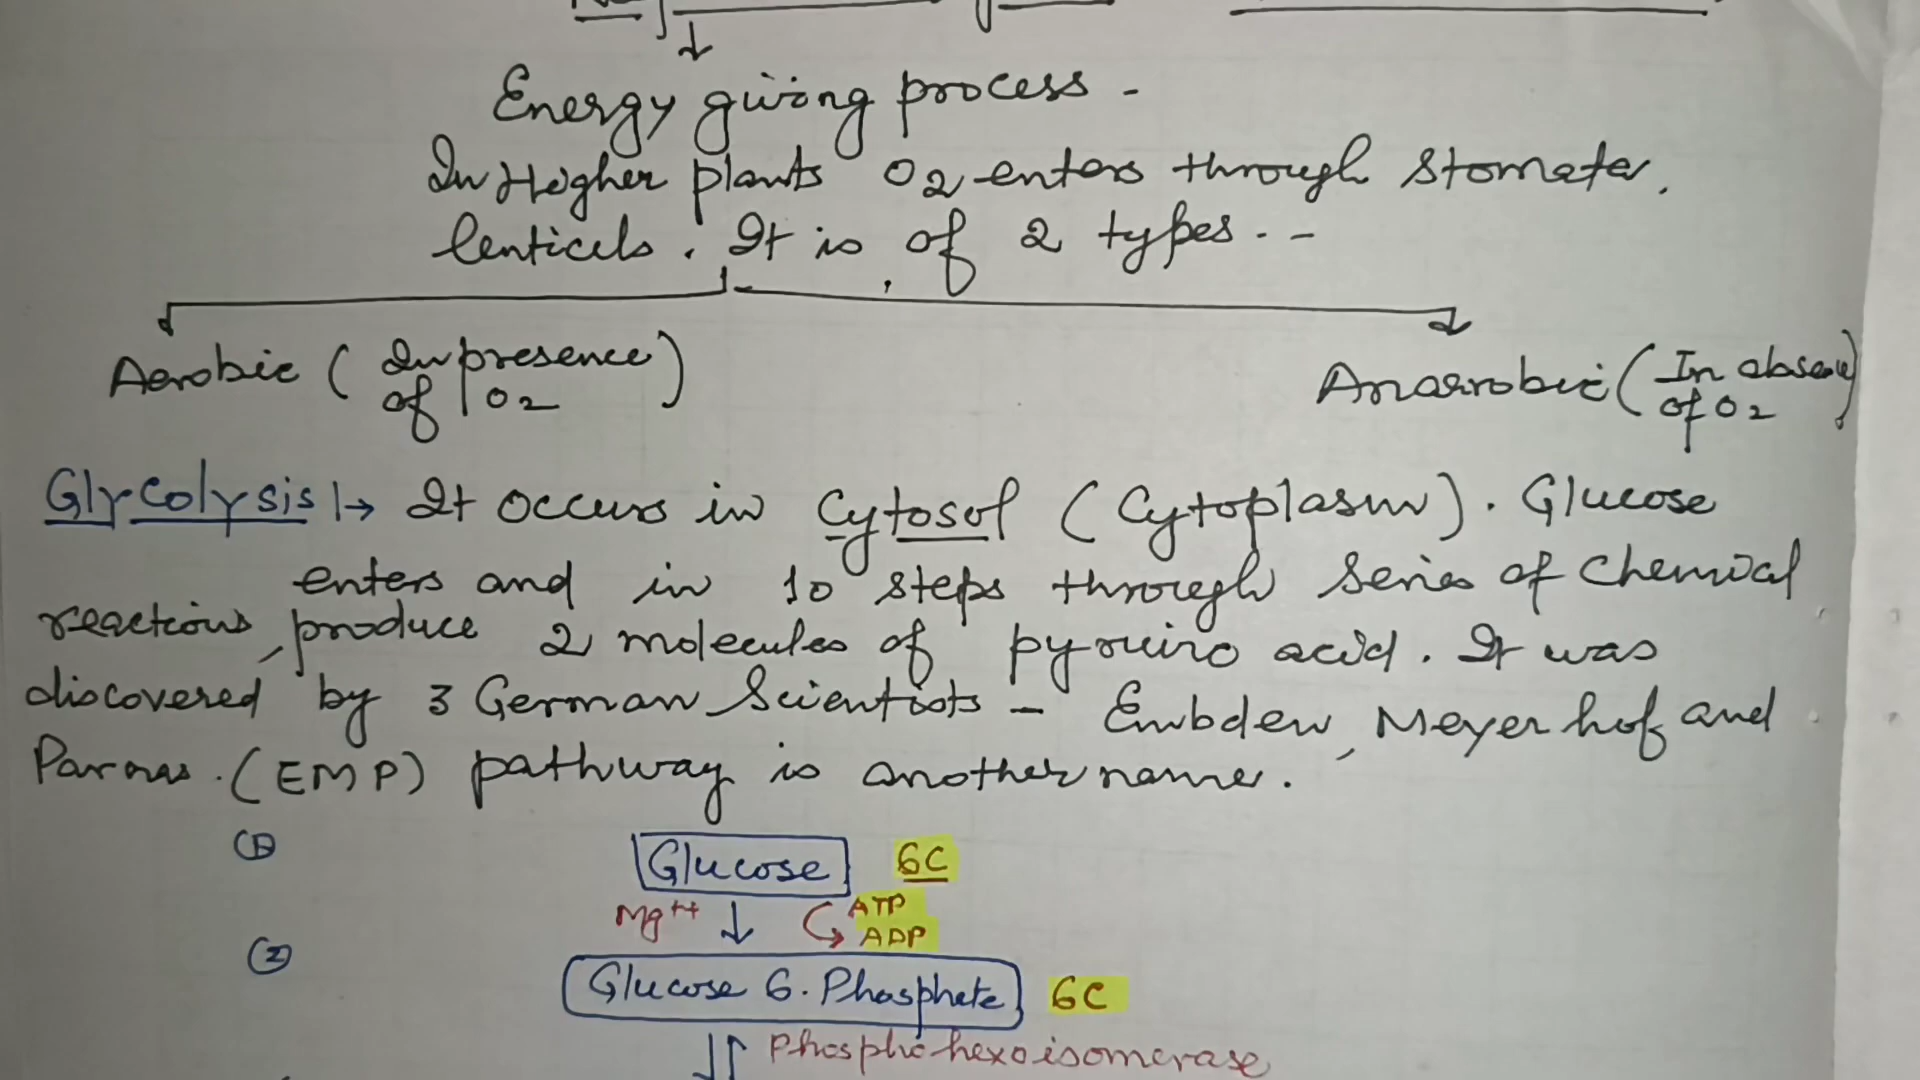 Energy giving process -
In Higher plants O2 enters through Stomata,
lenticels. It is of 2 types. -
Aerobic ( In presence of O2 )
Anaerobic ( In absence of O2 )
Glycolysis |→ It occurs in Cytosol (Cytoplasm). Glucose
enters and in 10 steps through series of Chemical
reactions, produce 2 molecules of pyruvic acid. It was
discovered by 3 German Scientists - Embden, Meyerhof and
Parnas. (EMP) pathway is another name.
① Glucose 6C
Mg++ ↓ ATP
ADP
② Glucose 6. Phosphate 6C
Phosphohexoisomerase